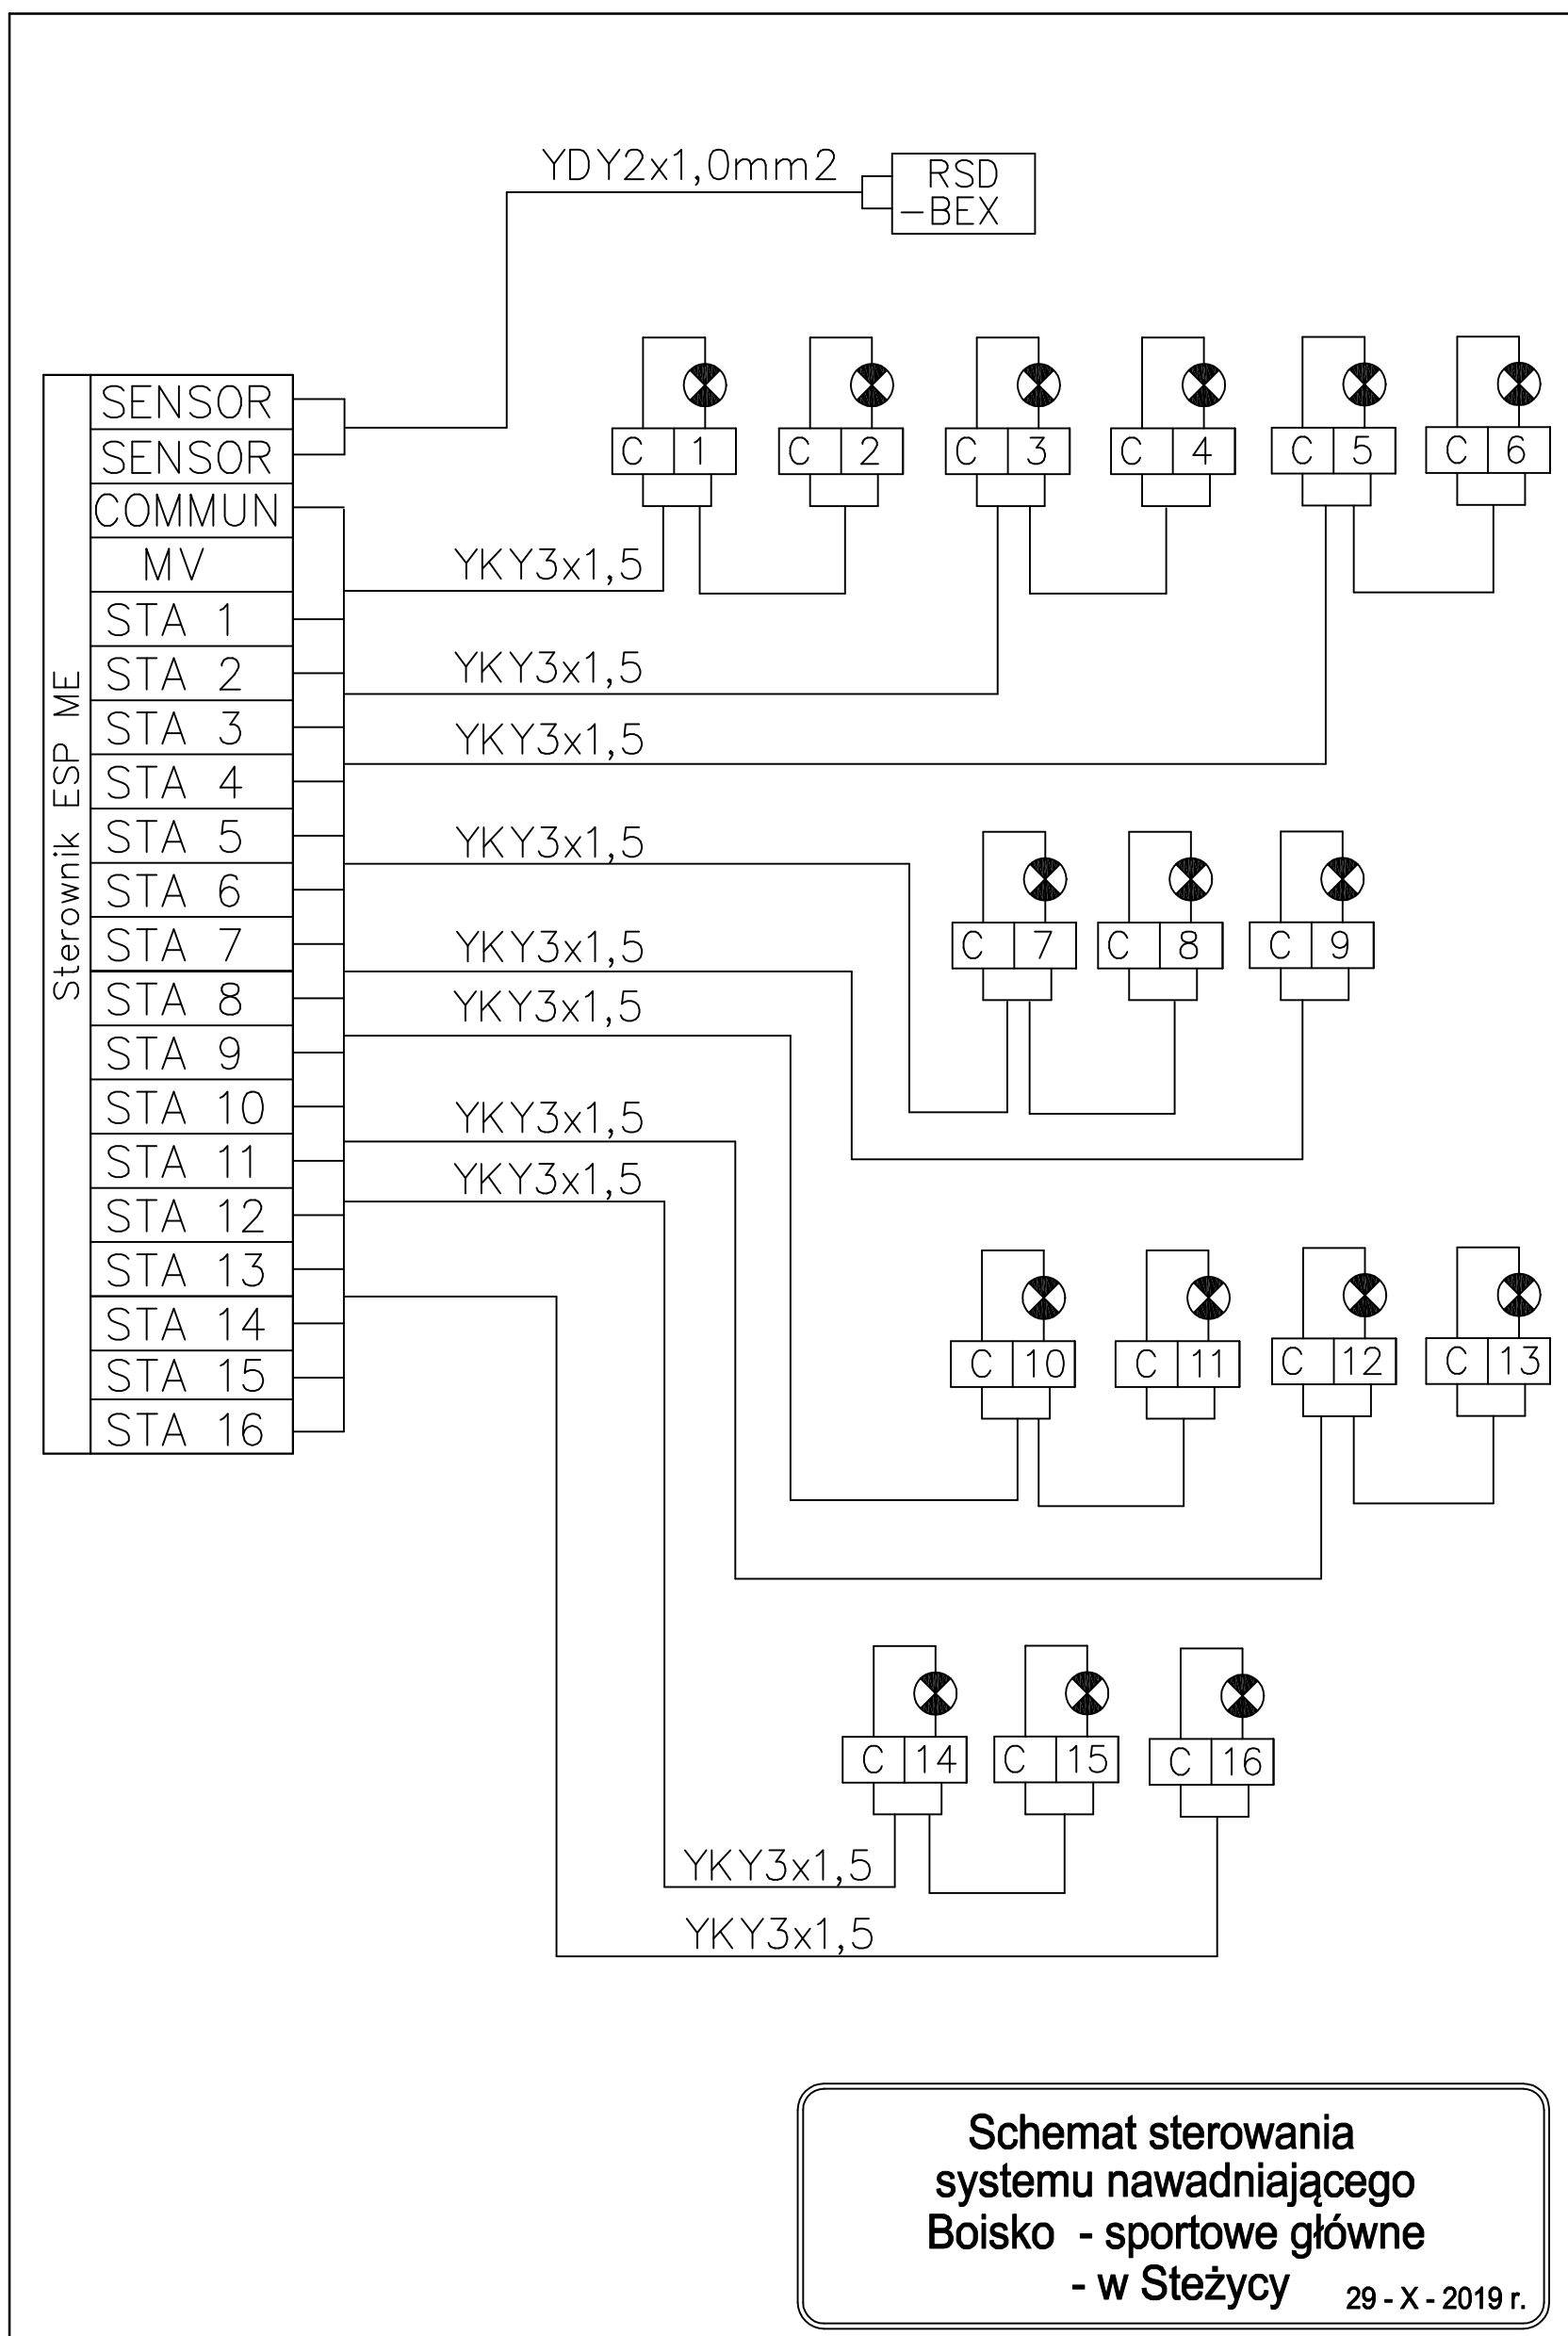 YDY2x1,0mm2
RSD
-BEX
SENSOR
SENSOR
COMMUN
MV
STA 1
STA 2
STA 3
STA 4
STA 5
STA 6
STA 7
STA 8
STA 9
STA 10
STA 11
STA 12
STA 13
STA 14
STA 15
STA 16
Sterownik ESP ME
C 1
C 2
C 3
C 4
C 5
C 6
YKY3x1,5
YKY3x1,5
YKY3x1,5
YKY3x1,5
C 7
C 8
C 9
YKY3x1,5
YKY3x1,5
YKY3x1,5
YKY3x1,5
C 10
C 11
C 12
C 13
C 14
C 15
C 16
YKY3x1,5
YKY3x1,5
Schemat sterowania
systemu nawadniającego
Boisko - sportowe główne
- w Steżycy 29 - X - 2019 r.